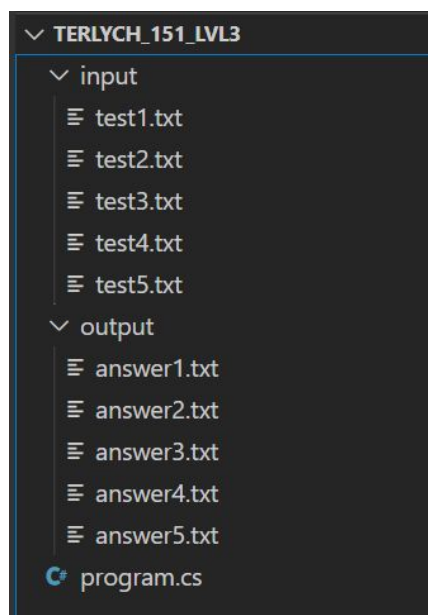 TERLYCH_151_LVL3
input
test1.txt
test2.txt
test3.txt
test4.txt
test5.txt
output
answer1.txt
answer2.txt
answer3.txt
answer4.txt
answer5.txt
C# program.cs